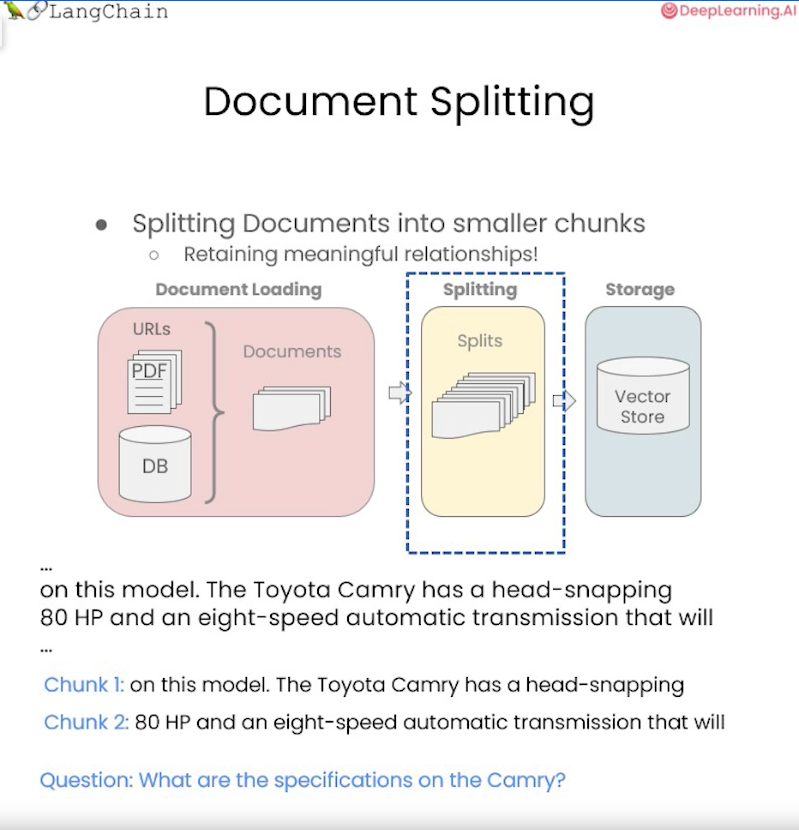 LangChain
DeepLearning.AI
Document Splitting
● Splitting Documents into smaller chunks
○ Retaining meaningful relationships!
Document Loading
Splitting
Storage
URLs
Documents
Splits
PDF
DB
Vector
Store
...
on this model. The Toyota Camry has a head-snapping
80 HP and an eight-speed automatic transmission that will
...
Chunk 1: on this model. The Toyota Camry has a head-snapping
Chunk 2: 80 HP and an eight-speed automatic transmission that will
Question: What are the specifications on the Camry?